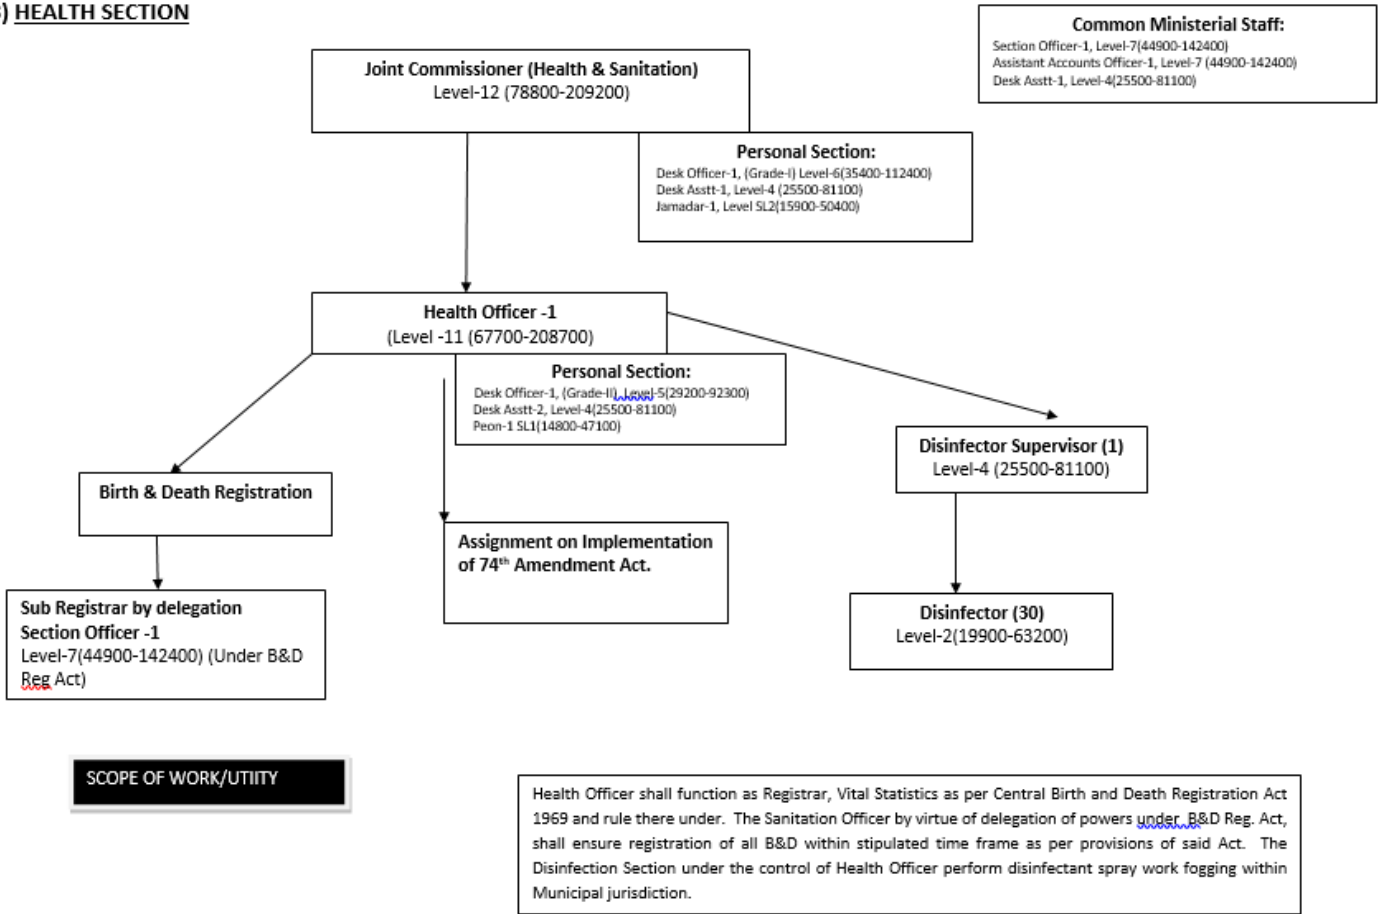 ) HEALTH SECTION
Common Ministerial Staff:
Section Officer-1, Level-7(44900-142400)
Assistant Accounts Officer-1, Level-7 (44900-142400)
Desk Asstt-1, Level-4(25500-81100)
Joint Commissioner (Health & Sanitation)
Level-12 (78800-209200)
Personal Section:
Desk Officer-1, (Grade-I) Level-6(35400-112400)
Desk Asstt-1, Level-4 (25500-81100)
Jamadar-1, Level SL2(15900-50400)
Health Officer -1
(Level -11 (67700-208700)
Personal Section:
Desk Officer-1, (Grade-II), Level-5(29200-92300)
Desk Asstt-2, Level-4(25500-81100)
Peon-1 SL1(14800-47100)
Disinfector Supervisor (1)
Level-4 (25500-81100)
Birth & Death Registration
Assignment on Implementation
of 74th Amendment Act.
Sub Registrar by delegation
Section Officer -1
Level-7(44900-142400) (Under B&D
Reg Act)
Disinfector (30)
Level-2(19900-63200)
SCOPE OF WORK/UTIITY
Health Officer shall function as Registrar, Vital Statistics as per Central Birth and Death Registration Act
1969 and rule there under. The Sanitation Officer by virtue of delegation of powers under B&D Reg. Act,
shall ensure registration of all B&D within stipulated time frame as per provisions of said Act. The
Disinfection Section under the control of Health Officer perform disinfectant spray work fogging within
Municipal jurisdiction.